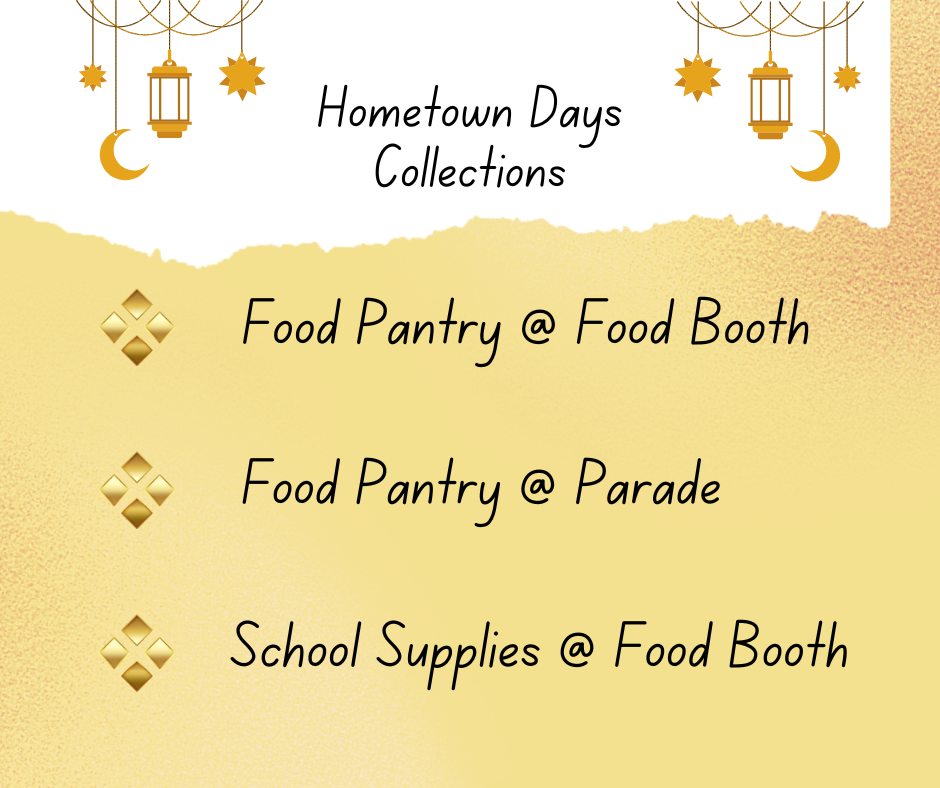 Hometown Days
Collections
Food Pantry @ Food Booth
Food Pantry @ Parade
School Supplies @ Food Booth